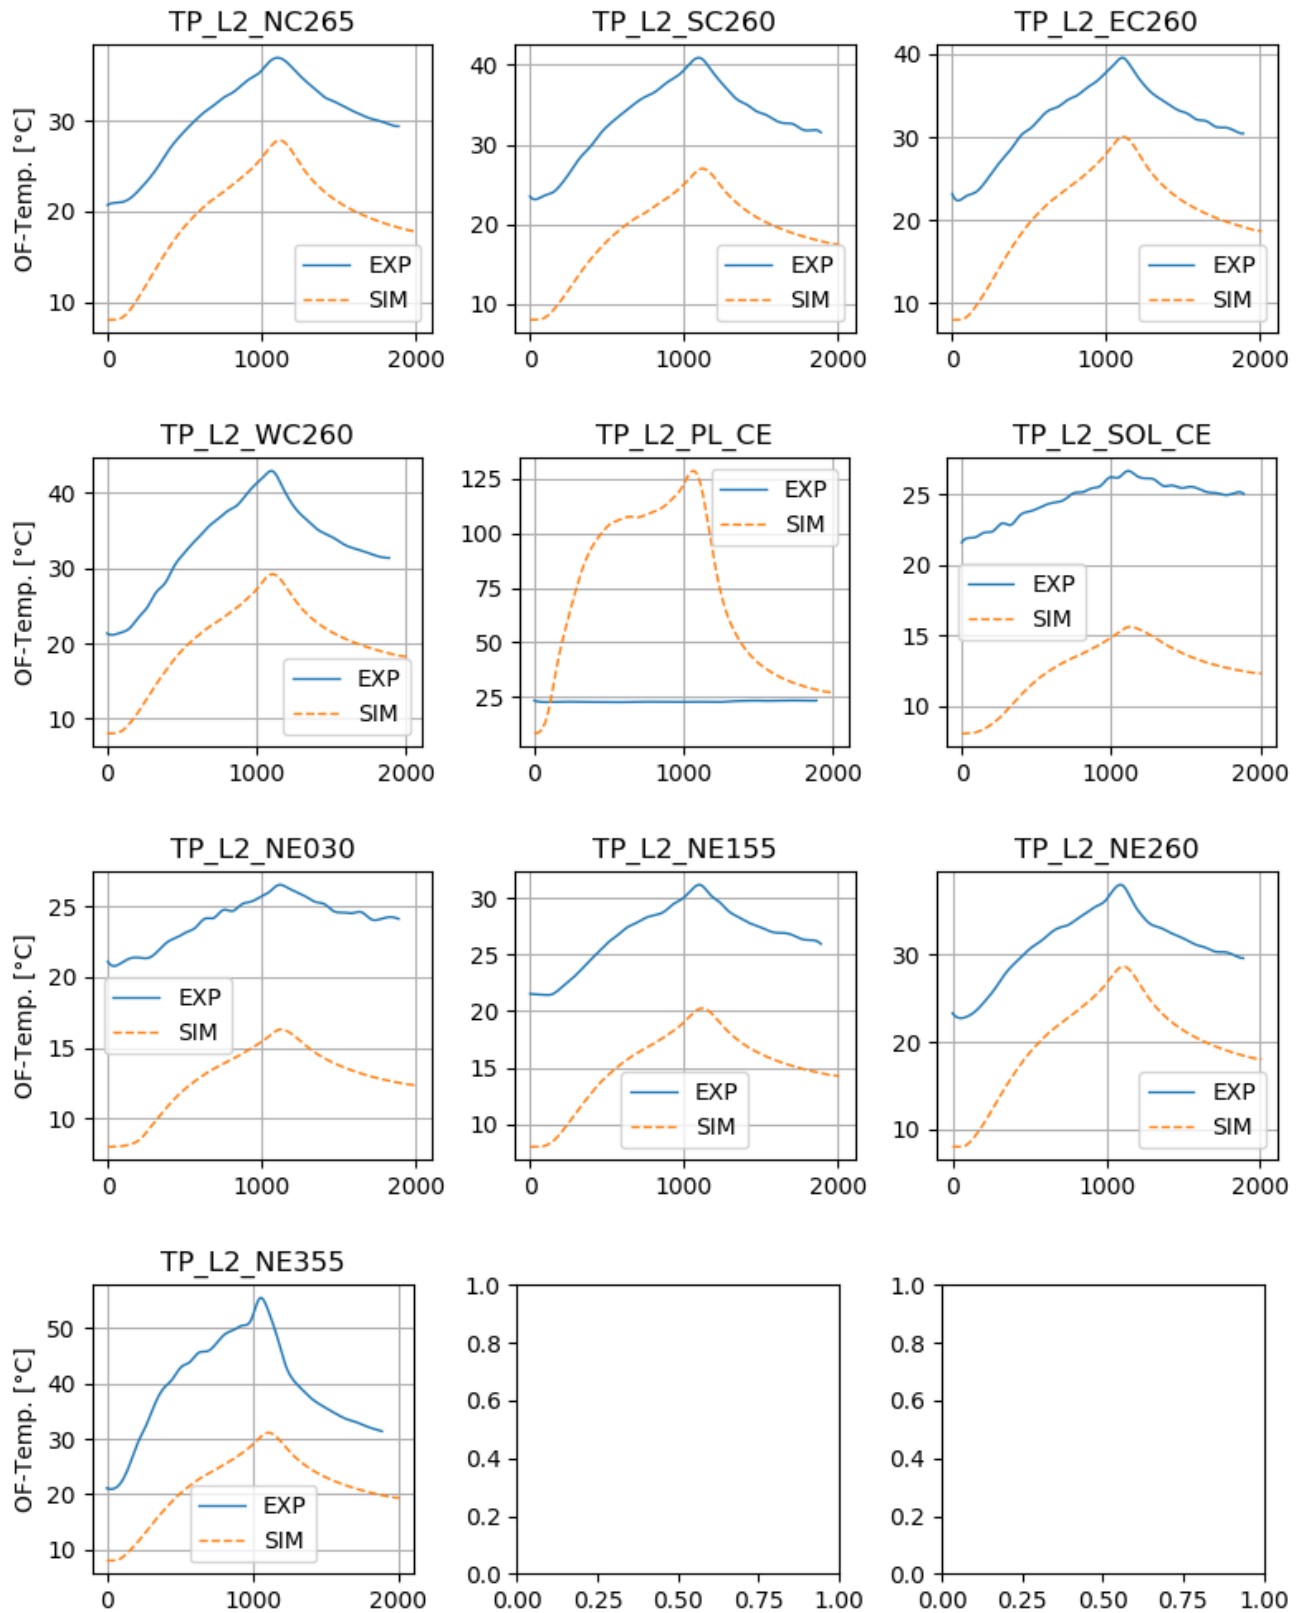 TP_L2_NC265 TP_L2_SC260 TP_L2_EC260
OF-Temp. [°C]
30
20
10
0 1000 2000
EXP
SIM
40
30
20
10
0 1000 2000
EXP
SIM
40
30
20
10
0 1000 2000
EXP
SIM
TP_L2_WC260 TP_L2_PL_CE TP_L2_SOL_CE
OF-Temp. [°C]
40
30
20
10
0 1000 2000
EXP
SIM
125
100
75
50
25
0 1000 2000
EXP
SIM
25
20
15
10
0 1000 2000
EXP
SIM
TP_L2_NE030 TP_L2_NE155 TP_L2_NE260
OF-Temp. [°C]
25
20
15
10
0 1000 2000
EXP
SIM
30
25
20
15
10
0 1000 2000
EXP
SIM
30
20
10
0 1000 2000
EXP
SIM
TP_L2_NE355
OF-Temp. [°C]
50
40
30
20
10
0 1000 2000
EXP
SIM
1.0
0.8
0.6
0.4
0.2
0.0
0.00 0.25 0.50 0.75 1.00
1.0
0.8
0.6
0.4
0.2
0.0
0.00 0.25 0.50 0.75 1.00